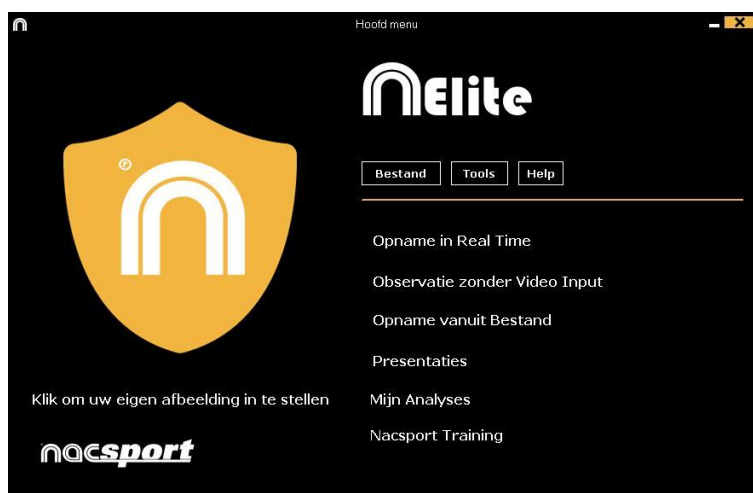 Hoofd menu
nElite
Bestand Tools Help
Opname in Real Time
Observatie zonder Video Input
Opname vanuit Bestand
Presentaties
Mijn Analyses
Nacsport Training
n ®
Klik om uw eigen afbeelding in te stellen
nacsport